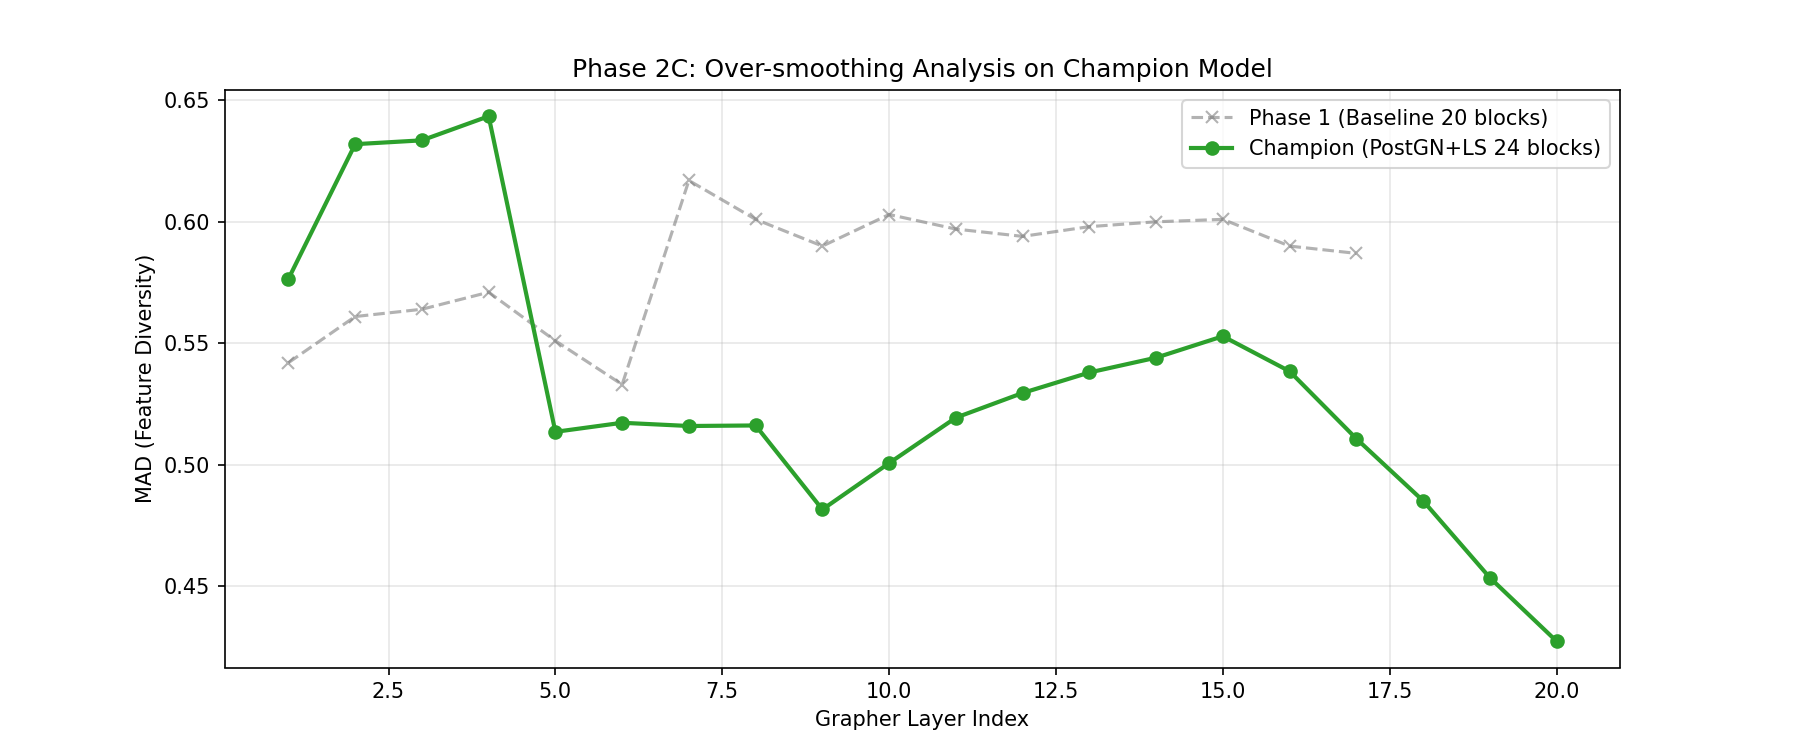 Phase 2C: Over-smoothing Analysis on Champion Model
Phase 1 (Baseline 20 blocks)
Champion (PostGN+LS 24 blocks)
MAD (Feature Diversity)
0.65
0.60
0.55
0.50
0.45
2.5 5.0 7.5 10.0 12.5 15.0 17.5 20.0
Grapher Layer Index